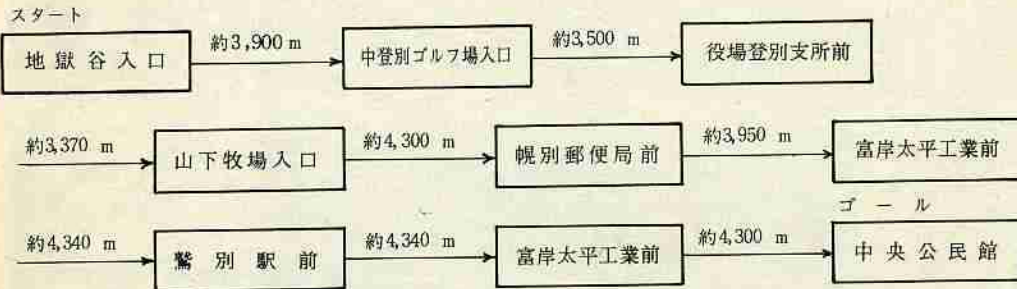 スタート
地獄谷入口 約3,900 m 中登別ゴルフ場入口 約3,500 m 役場登別支所前
約3,370 m 山下牧場入口 約4,300 m 幌別郵便局前 約3,950 m 富岸太平工業前
ゴール
約4,340 m 鷲別駅前 約4,340 m 富岸太平工業前 約4,300 m 中央公民館